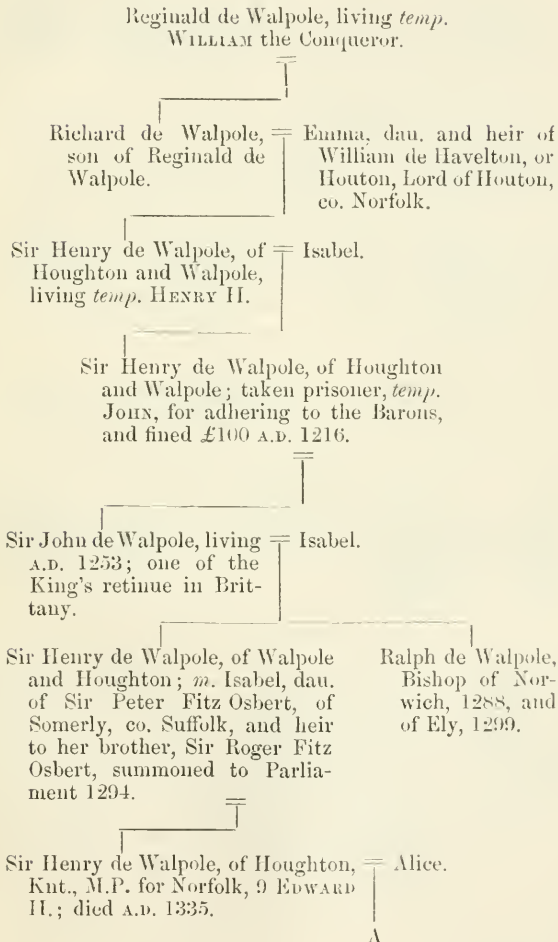 Reginald de Walpole, living temp.
WILLIAM the Conqueror.
Richard de Walpole,
son of Reginald de
Walpole.
Emma, dau. and heir of
William de Havelton, or
Houton, Lord of Houton,
co. Norfolk.
Sir Henry de Walpole, of
Houghton and Walpole,
living temp. HENRY II.
Isabel.
Sir Henry de Walpole, of Houghton
and Walpole; taken prisoner, temp.
JOHN, for adhering to the Barons,
and fined £100 A.D. 1216.
Sir John de Walpole, living
A.D. 1253; one of the
King's retinue in Brit-
tany.
Isabel.
Sir Henry de Walpole, of Walpole
and Houghton; m. Isabel, dau.
of Sir Peter Fitz Osbert, of
Somerly, co. Suffolk, and heir
to her brother, Sir Roger Fitz
Osbert, summoned to Parlia-
ment 1294.
Ralph de Walpole,
Bishop of Nor-
wich, 1288, and
of Ely, 1299.
Sir Henry de Walpole, of Houghton,
Knt., M.P. for Norfolk, 9 EDWARD
II.; died A.D. 1335.
Alice.
A